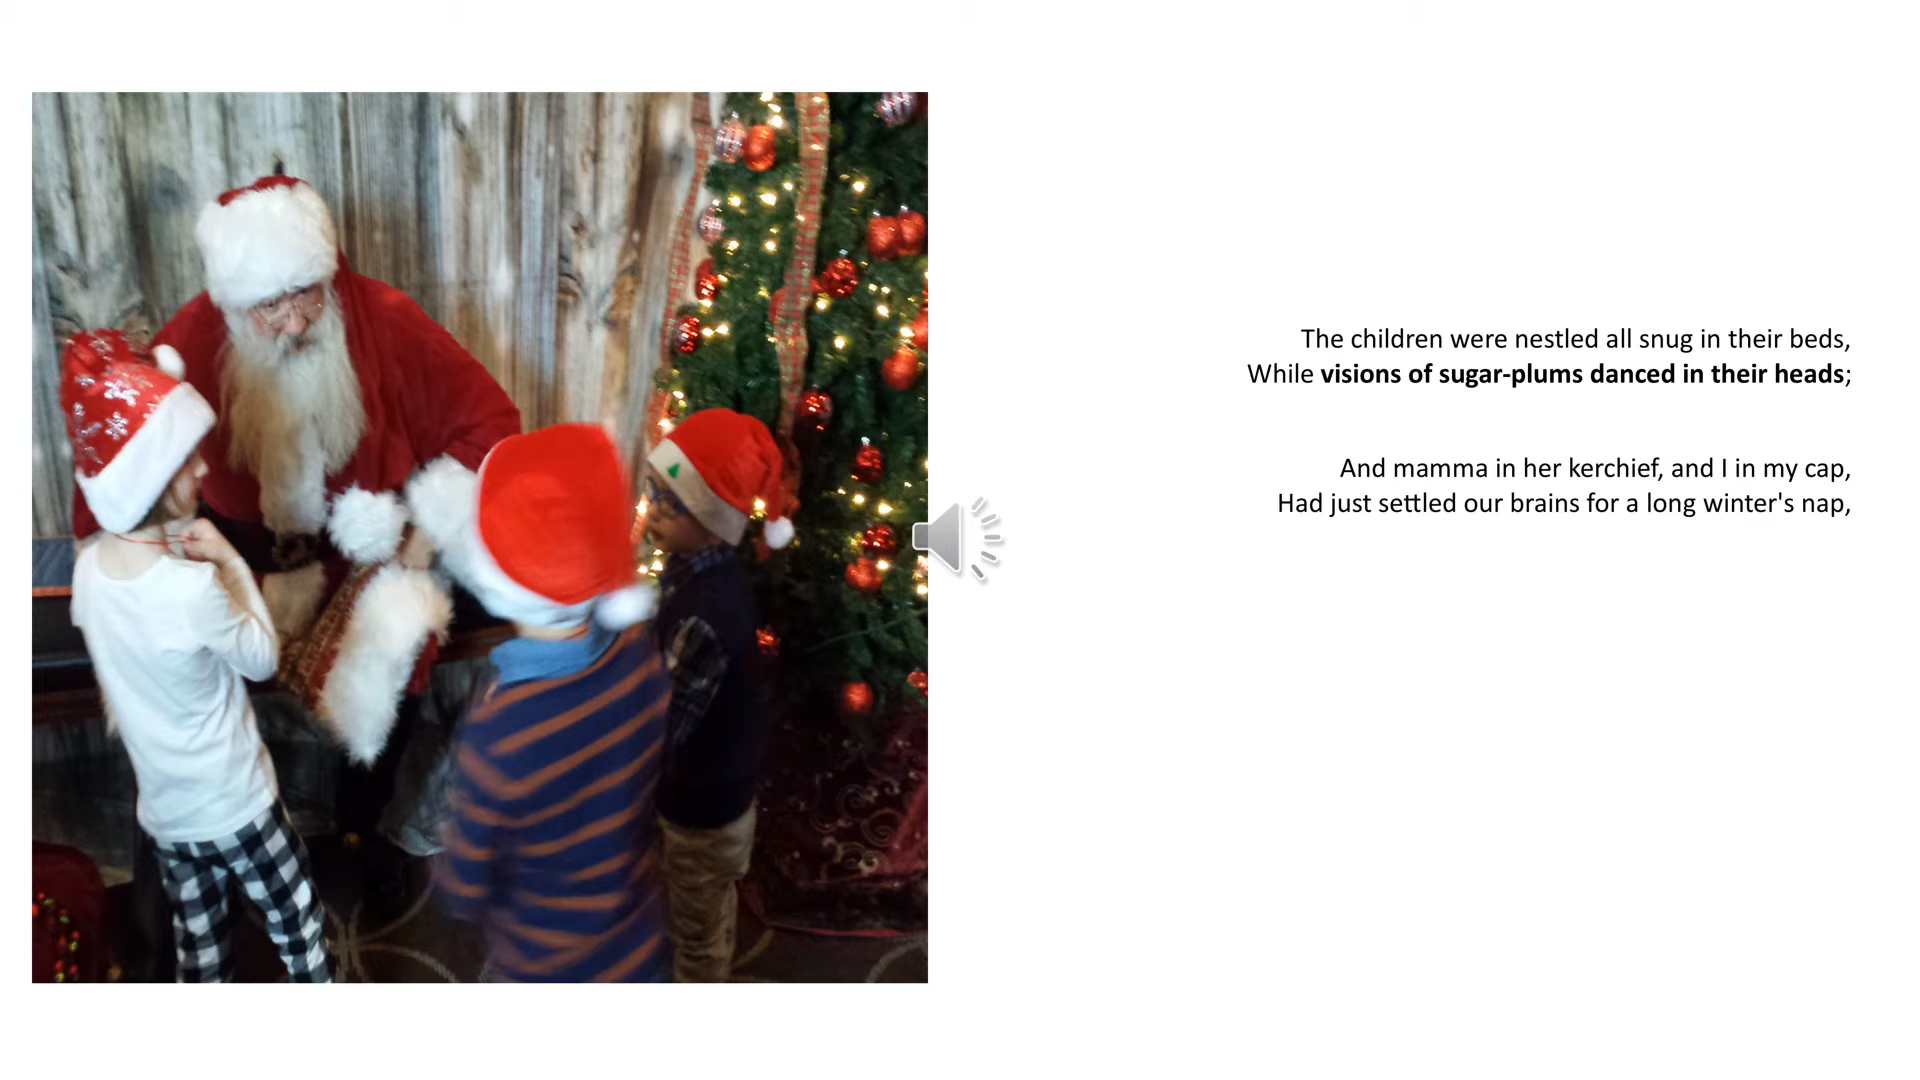 The children were nestled all snug in their beds,
While visions of sugar-plums danced in their heads;
And mamma in her kerchief, and I in my cap,
Had just settled our brains for a long winter's nap,